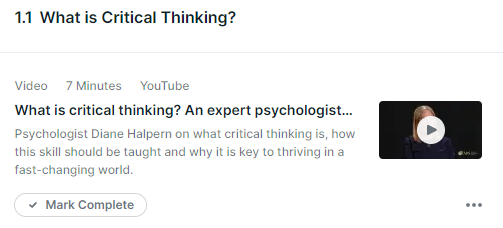 1.1 What is Critical Thinking?
Video 7 Minutes YouTube
What is critical thinking? An expert psychologist...
Psychologist Diane Halpern on what critical thinking is, how
this skill should be taught and why it is key to thriving in a
fast-changing world.
Mark Complete